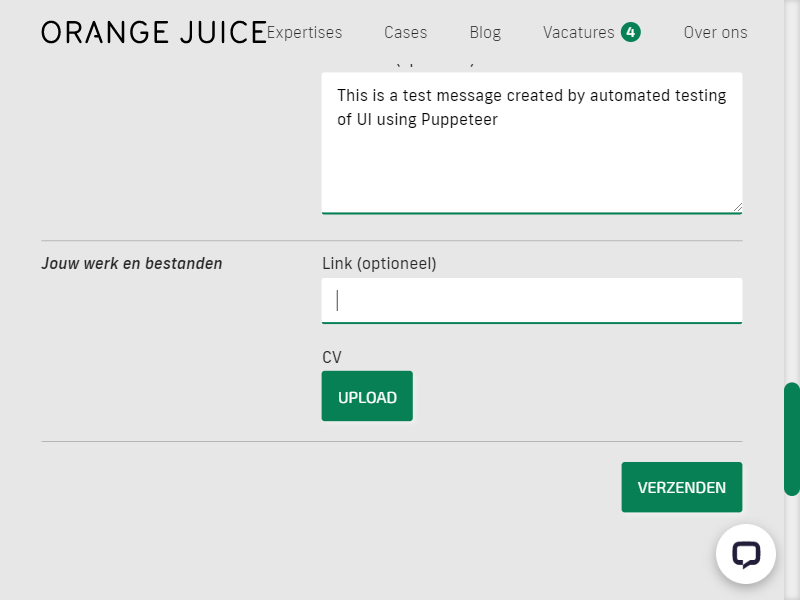 ORANGE JUICE
Expertises
Cases
Blog
Vacatures 4
Over ons
This is a test message created by automated testing
of UI using Puppeteer
Jouw werk en bestanden
Link (optioneel)
CV
UPLOAD
VERZENDEN